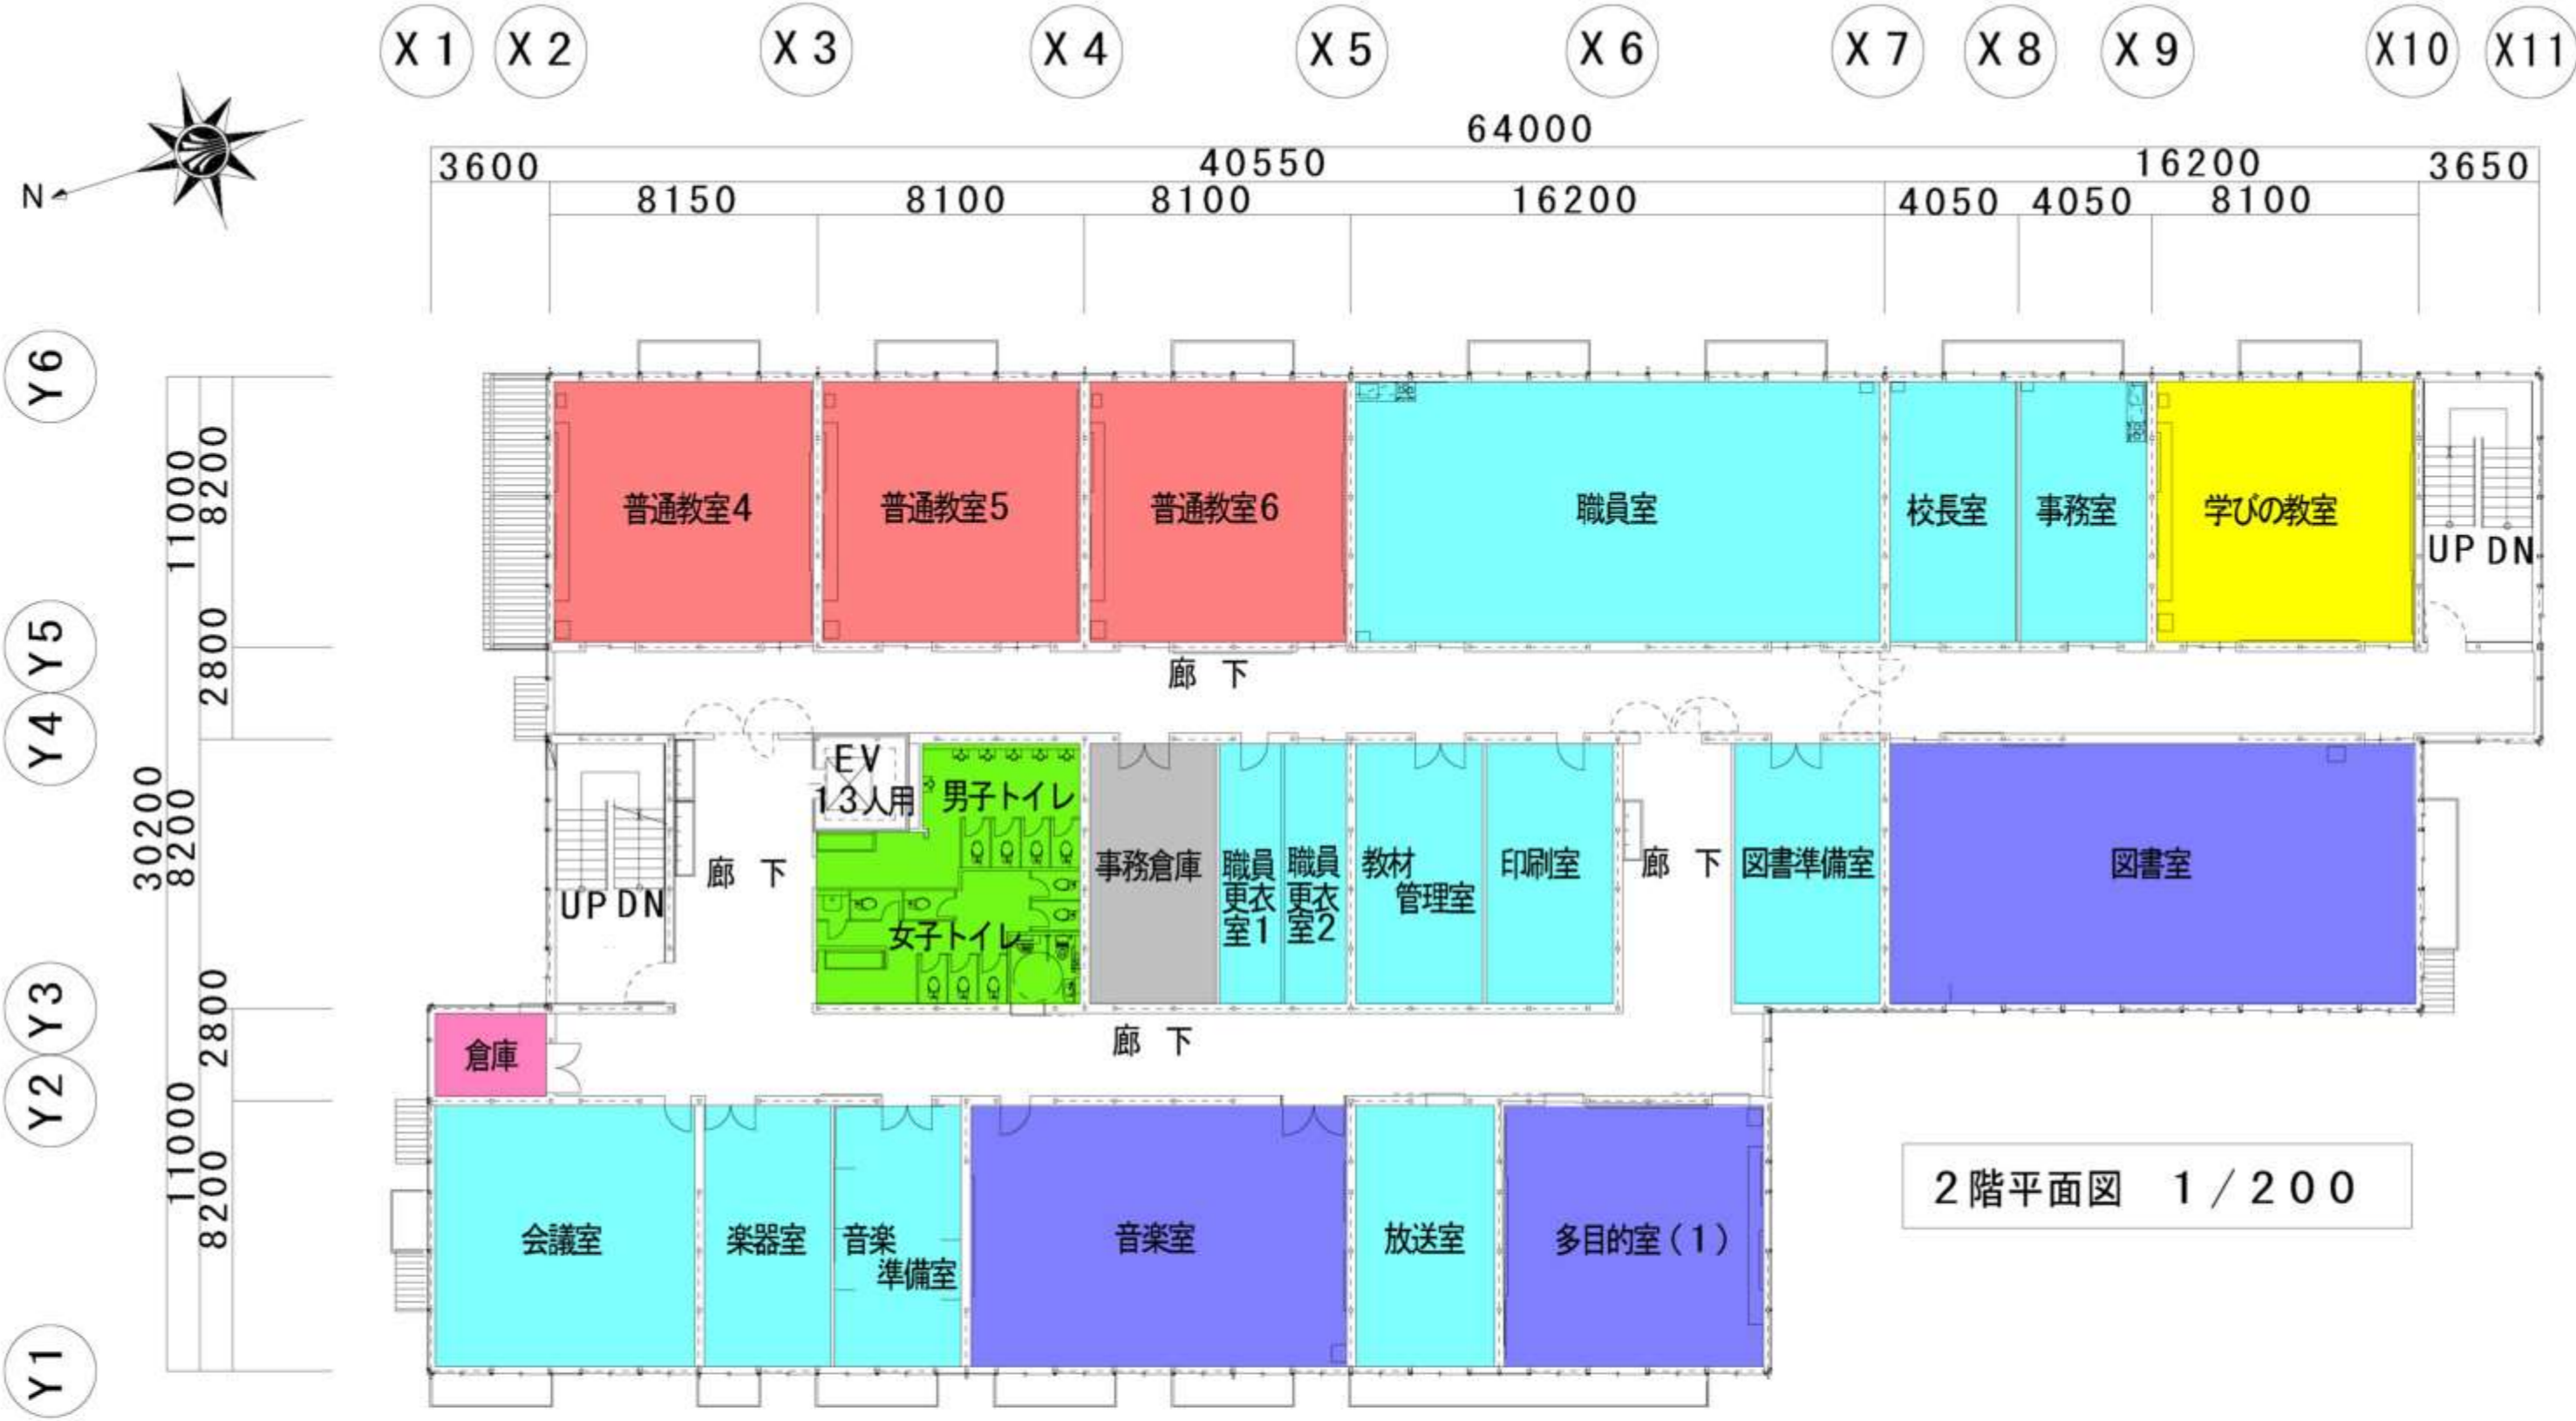 X1 X2 X3 X4 X5 X6 X7 X8 X9 X10 X11
64000
3600 40550 16200 3650
8150 8100 8100 16200 4050 4050 8100
N
Y6
Y5
Y4
Y3
Y2
Y1
11000
8200
2800
30200
8200
2800
11000
8200
普通教室4
普通教室5
普通教室6
職員室
校長室
事務室
学びの教室
UP DN
廊 下
EV
13人用
男子トイレ
女子トイレ
UP DN
廊 下
事務倉庫
職員
更衣
室1
職員
更衣
室2
教材
管理室
印刷室
廊 下
図書準備室
図書室
倉庫
廊 下
会議室
楽器室
音楽
準備室
音楽室
放送室
多目的室(1)
2階平面図 1/200